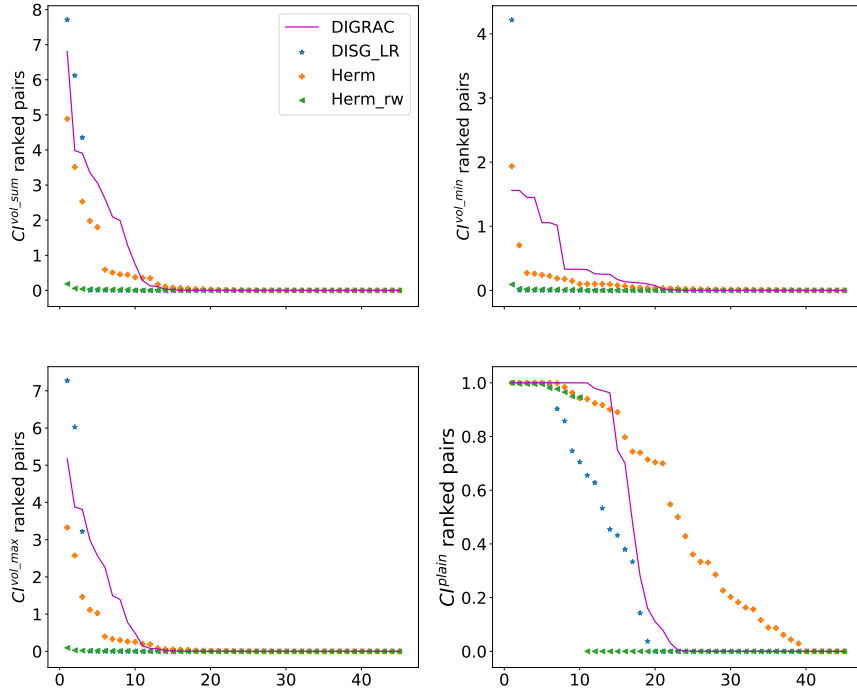 8
7
6
5
4
3
2
1
0
CI^vol_sum ranked pairs
DIGRAC
DISG_LR
Herm
Herm_rw
4
3
2
1
0
CI^vol_min ranked pairs
7
6
5
4
3
2
1
0
CI^vol_max ranked pairs
0 10 20 30 40
1.0
0.8
0.6
0.4
0.2
0.0
CI^plain ranked pairs
0 10 20 30 40